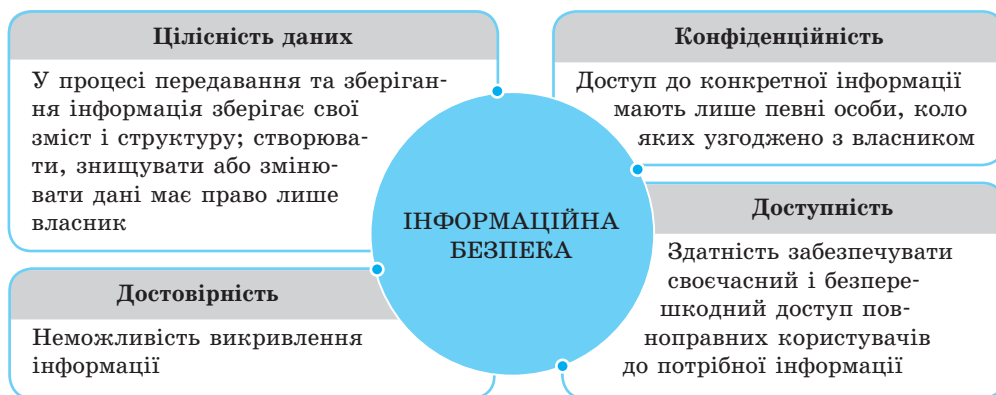 Цілісність даних
У процесі передавання та зберіган-
ня інформація зберігає свої
зміст і структуру; створюва-
ти, знищувати або зміню-
вати дані має право лише
власник
Конфіденційність
Доступ до конкретної інформації
мають лише певні особи, коло
яких узгоджено з власником
ІНФОРМАЦІЙНА
БЕЗПЕКА
Достовірність
Неможливість викривлення
інформації
Доступність
Здатність забезпечувати
своєчасний і безпере-
шкодний доступ пов-
ноправних користувачів
до потрібної інформації